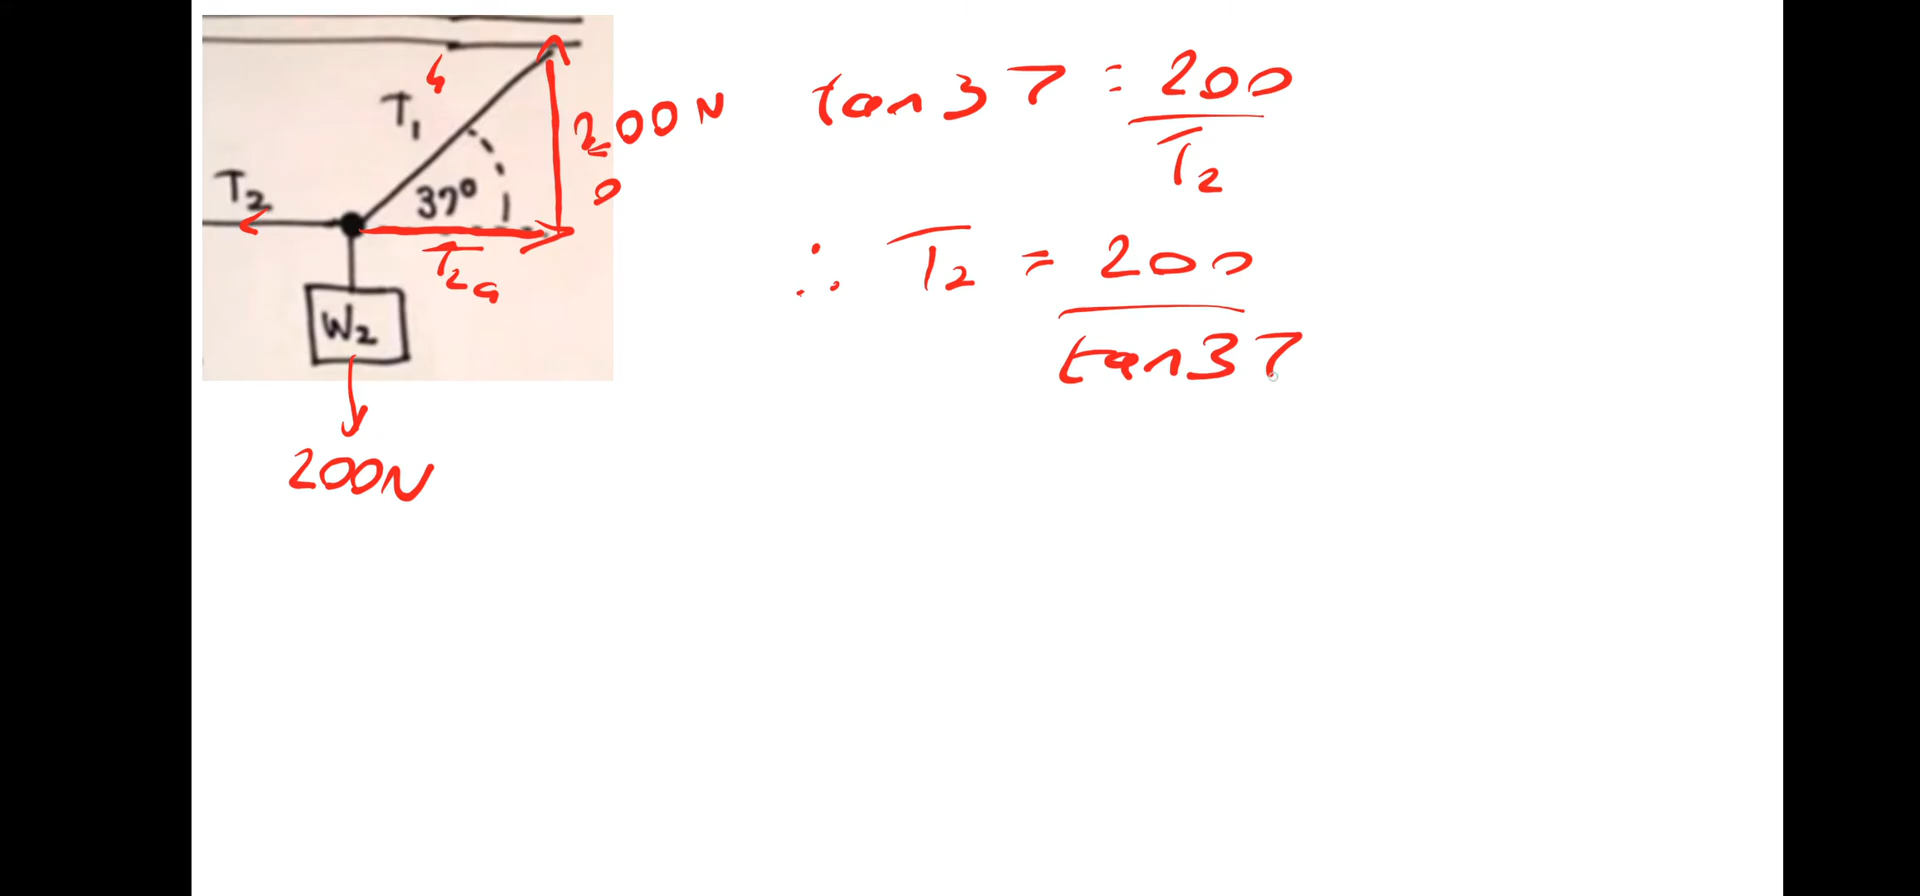 h
T₁
200N
o
T₂
37°
T₂a
W₂
200N
tan37 = 200
T₂
∴ T₂ = 200
tan37